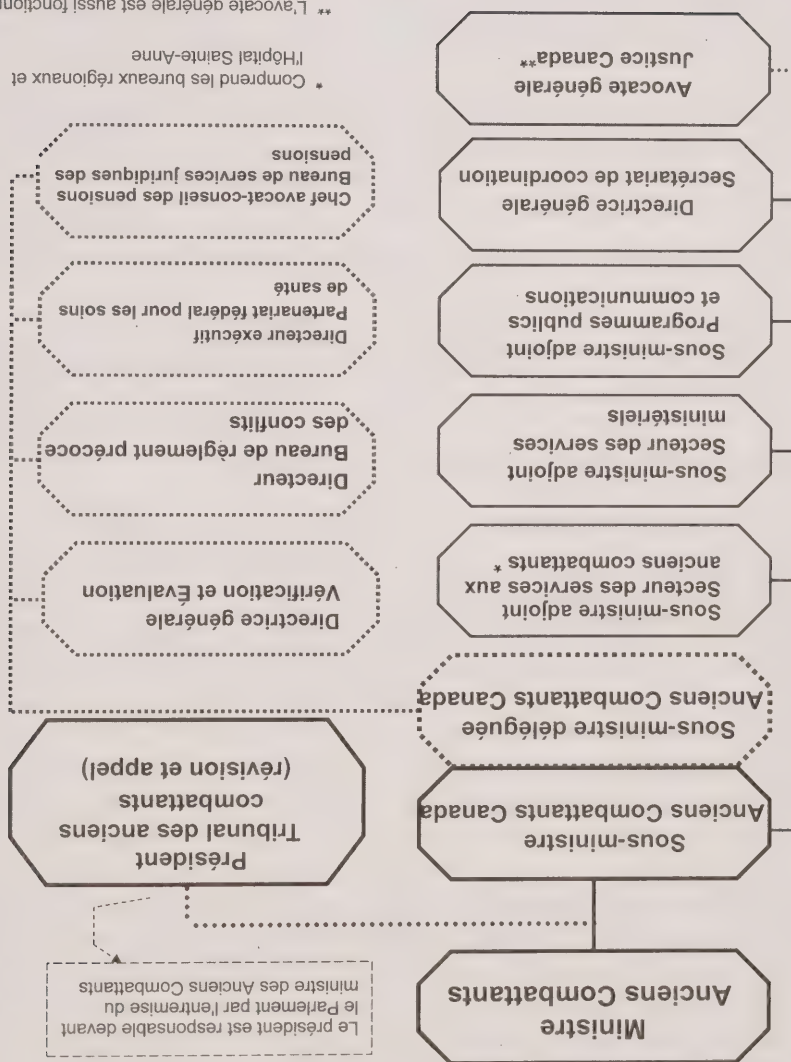 Ministre
Anciens Combattants
Le président est responsable devant
le Parlement par l'entremise du
ministre des Anciens Combattants
Sous-ministre
Anciens Combattants Canada
Président
Tribunal des anciens
combattants
(révision et appel)
Sous-ministre déléguée
Anciens Combattants Canada
Sous-ministre adjoint
Secteur des services aux
anciens combattants *
Directrice générale
Vérification et Évaluation
Sous-ministre adjoint
Secteur des services
ministériels
Directeur
Bureau de règlement précoce
des conflits
Sous-ministre adjoint
Programmes publics
et communications
Directeur exécutif
Partenariat fédéral pour les soins
de santé
Directrice générale
Secrétariat de coordination
Chef avocat-conseil des pensions
Bureau de services juridiques des
pensions
Avocate générale
Justice Canada**
* Comprend les bureaux régionaux et
l'Hôpital Sainte-Anne
** L'avocate générale est aussi fonction